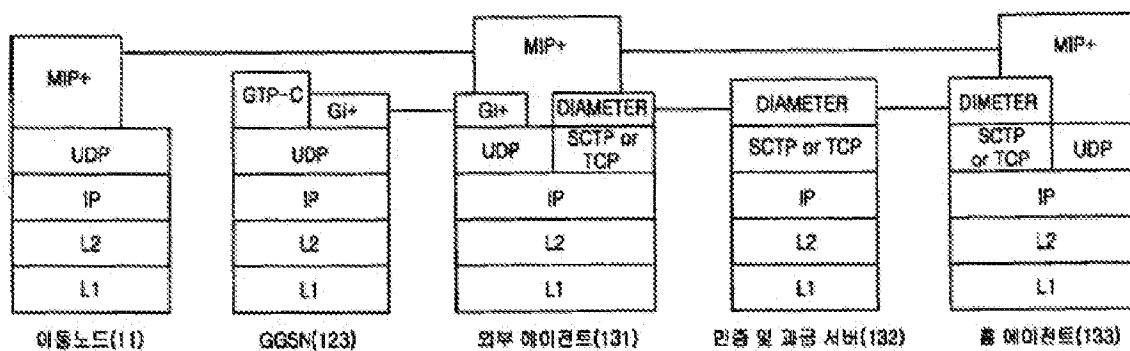 MIP+
UDP
IP
L2
L1
이동노드(11)
GTP-C
Gi+
UDP
IP
L2
L1
GGSN(123)
MIP+
Gi+
DIAMETER
UDP
SCTP or
TCP
IP
L2
L1
외부 에이전트(131)
DIAMETER
SCTP or TCP
IP
L2
L1
인증 및 과금 서버(132)
MIP+
DIMETER
SCTP
or TCP
UDP
IP
L2
L1
홈 에이전트(133)